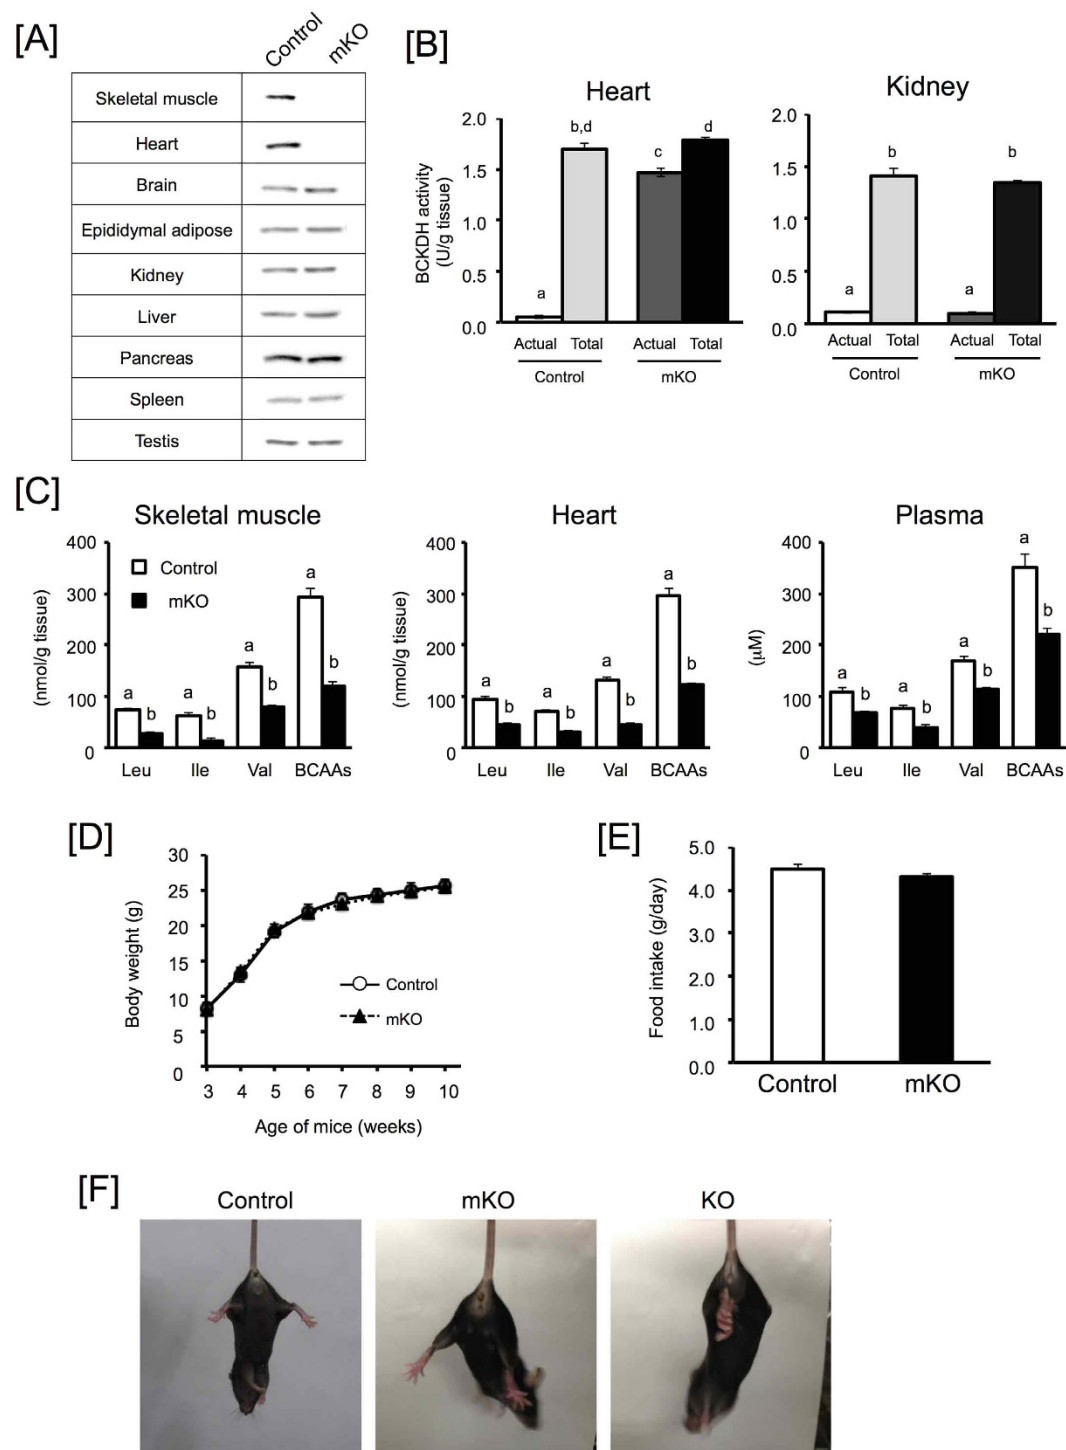 [A]
Control mKO
Skeletal muscle
Heart
Brain
Epididymal adipose
Kidney
Liver
Pancreas
Spleen
Testis
[B]
Heart
BCKDH activity
(U/g tissue)
2.0
1.5
1.0
0.5
0.0
a
b,d
c
d
Actual Total Actual Total
Control mKO
Kidney
2.0
1.5
1.0
0.5
0.0
a
b
a
b
Actual Total Actual Total
Control mKO
[C]
Skeletal muscle
(nmol/g tissue)
400
300
200
100
0
Control
mKO
a b a b a b a b
Leu Ile Val BCAAs
Heart
(nmol/g tissue)
400
300
200
100
0
a b a b a b a b
Leu Ile Val BCAAs
Plasma
(μM)
400
300
200
100
0
a b a b a b a b
Leu Ile Val BCAAs
[D]
Body weight (g)
30
25
20
15
10
5
0
Control
mKO
3 4 5 6 7 8 9 10
Age of mice (weeks)
[E]
Food intake (g/day)
5.0
4.0
3.0
2.0
1.0
0.0
Control mKO
[F]
Control mKO KO